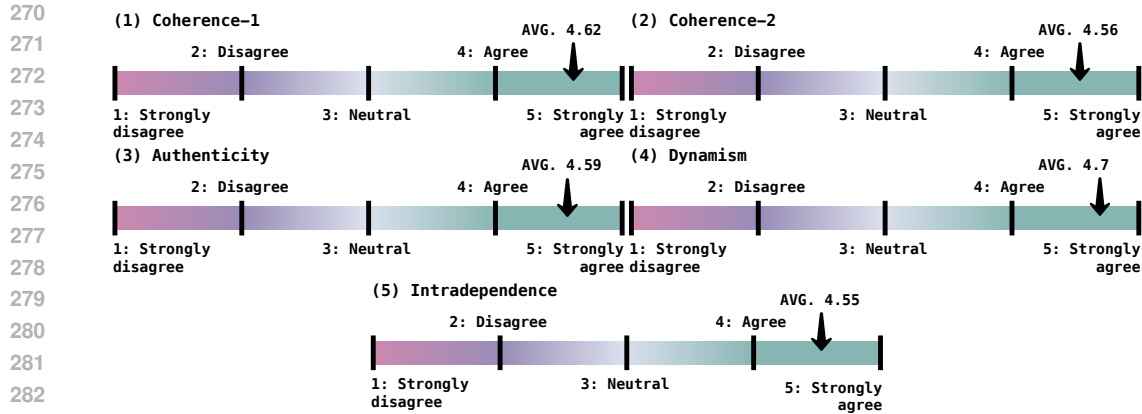 270
271
272
273
274
275
276
277
278
279
280
281
282
(1) Coherence-1
AVG. 4.62
2: Disagree
4: Agree
1: Strongly
disagree
3: Neutral
5: Strongly
agree
(2) Coherence-2
AVG. 4.56
2: Disagree
4: Agree
1: Strongly
disagree
3: Neutral
5: Strongly
agree
(3) Authenticity
AVG. 4.59
2: Disagree
4: Agree
1: Strongly
disagree
3: Neutral
5: Strongly
agree
(4) Dynamism
AVG. 4.7
2: Disagree
4: Agree
1: Strongly
disagree
3: Neutral
5: Strongly
agree
(5) Intradependence
AVG. 4.55
2: Disagree
4: Agree
1: Strongly
disagree
3: Neutral
5: Strongly
agree